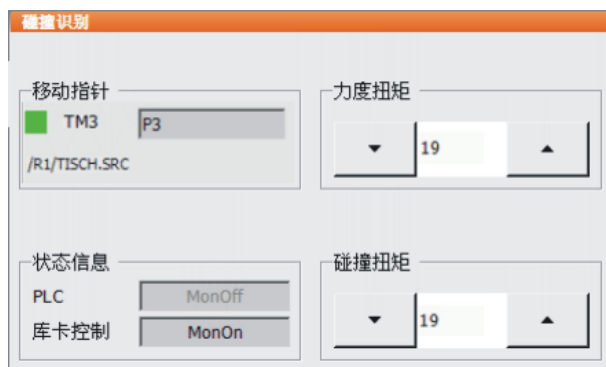 碰撞识别
移动指针
TM3 P3
/R1/TISCH.SRC
力度扭矩
19
状态信息
PLC MonOff
库卡控制 MonOn
碰撞扭矩
19